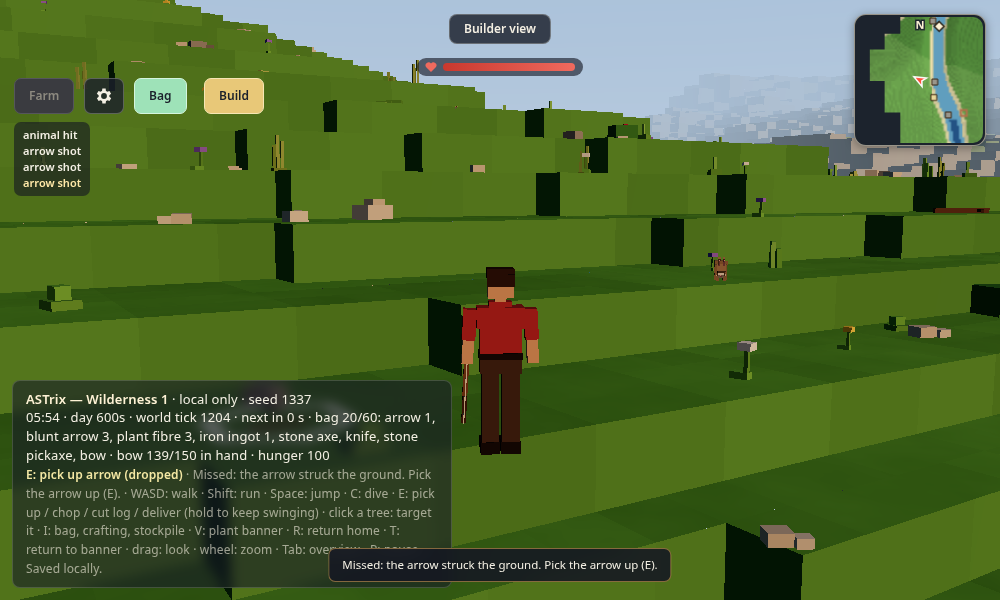 Builder view
N
Farm
Bag
Build
animal hit
arrow shot
arrow shot
arrow shot
ASTrix — Wilderness 1 · local only · seed 1337
05:54 · day 600s · world tick 1204 · next in 0 s · bag 20/60: arrow 1,
blunt arrow 3, plant fibre 3, iron ingot 1, stone axe, knife, stone
pickaxe, bow · bow 139/150 in hand · hunger 100
E: pick up arrow (dropped) · Missed: the arrow struck the ground. Pick
the arrow up (E). · WASD: walk · Shift: run · Space: jump · C: dive · E: pick
up / chop / cut log / deliver (hold to keep swinging) · click a tree: target
it · I: bag, crafting, stockpile · V: plant banner · R: return home · T:
return to banner · drag: look · wheel: zoom · Tab:
Saved locally.
Missed: the arrow struck the ground. Pick the arrow up (E).